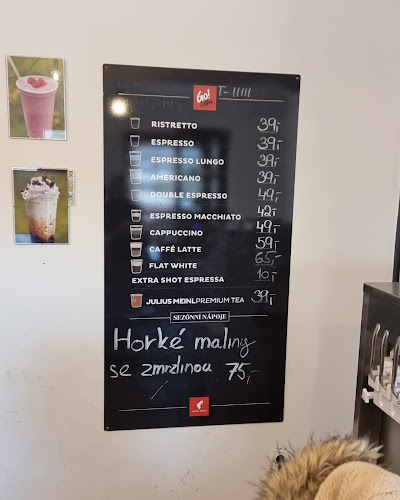 Go!
T-11111
RISTRETTO 39,-
ESPRESSO 39,-
ESPRESSO LUNGO 39,-
AMERICANO 39,-
DOUBLE ESPRESSO 49,-
ESPRESSO MACCHIATO 42,-
CAPPUCCINO 49,-
CAFFÉ LATTE 59,-
FLAT WHITE 65,-
EXTRA SHOT ESPRESSA 10,-
JULIUS MEINL PREMIUM TEA 39,-
SEZÓNNÍ NÁPOJE
Horké maliny
se zmrzlinou 75,-